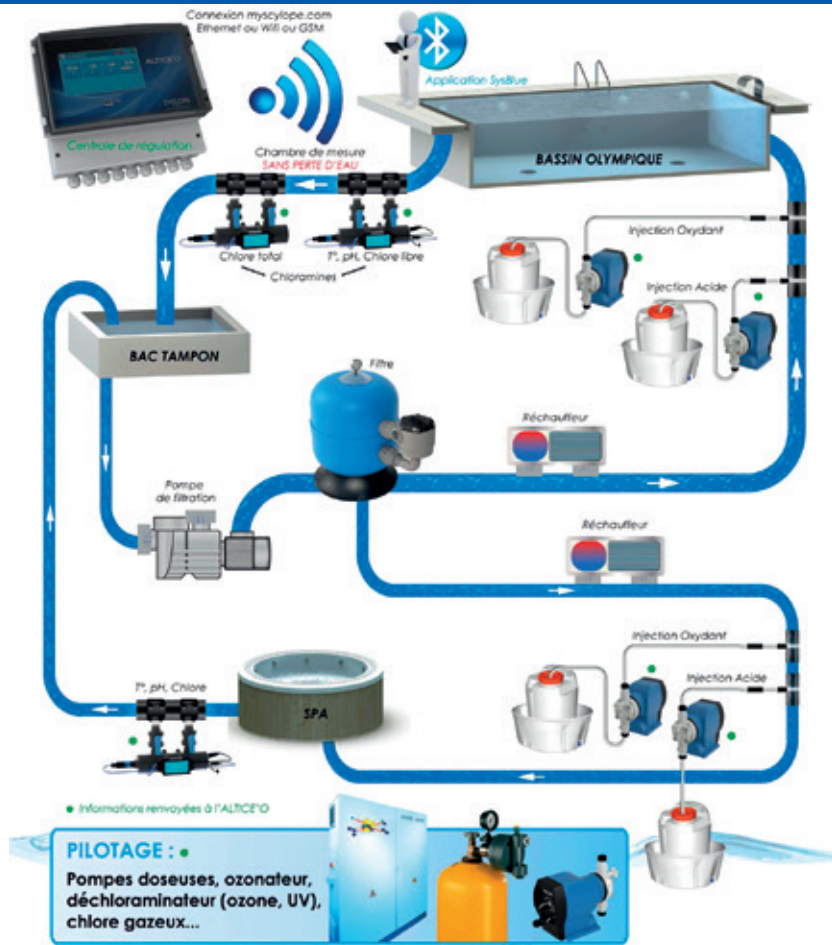 Connexion myscylope.com
Ethernet ou Wifi ou GSM
ALTICE'O
Application SysBlue
Centrale de régulation
Chambre de mesure
SANS PERTE D'EAU
BASSIN OLYMPIQUE
Chlore total
T°, pH, Chlore libre
Chloramines
Injection Oxydant
Injection Acide
BAC TAMPON
Filtre
Réchauffeur
Pompe
de filtration
Réchauffeur
Injection Oxydant
Injection Acide
T°, pH, Chlore
SPA
Informations renvoyées à l'ALTICE'O
PILOTAGE :
Pompes doseuses, ozonateur,
déchloraminateur (ozone, UV),
chlore gazeux...